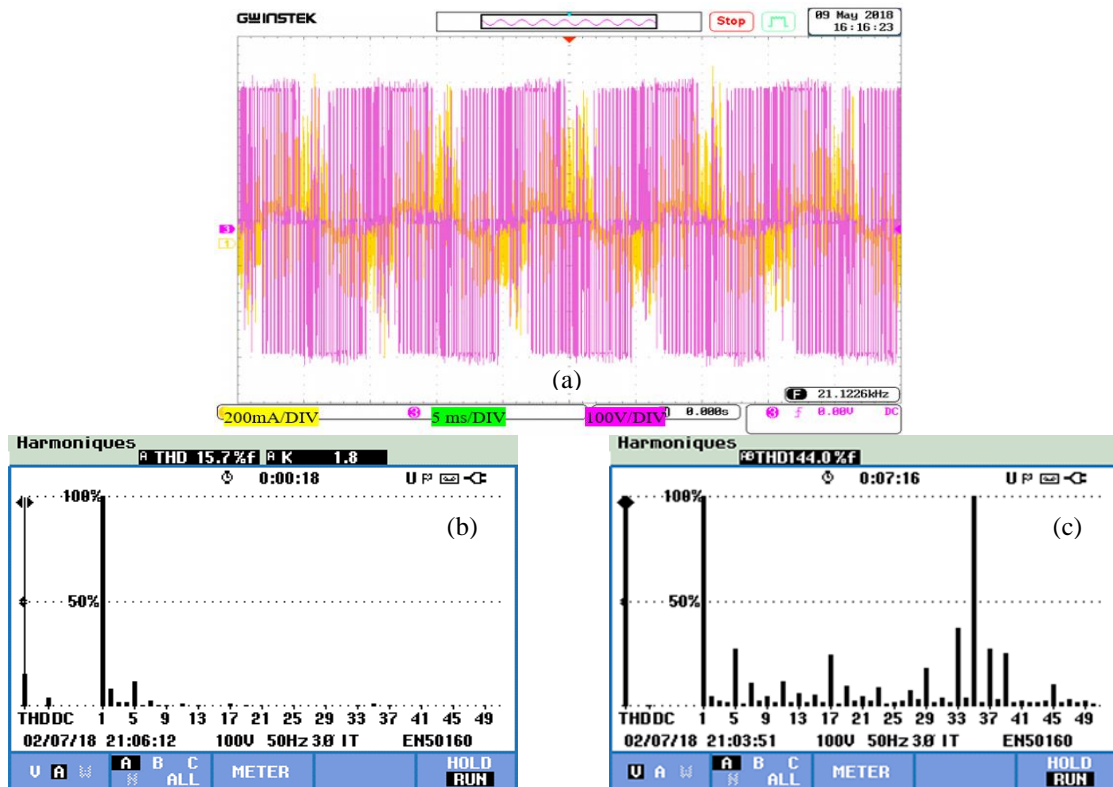 GWINSTEK Stop 09 May 2018
16:16:23
3
1
(a)
F 21.1226kHz
200mA/DIV 3 5 ms/DIV 100V/DIV 0.000s 3 0.00V DC
Harmoniques
A THD 15.7%f A K 1.8
0:00:18
100%
(b)
50%
THDDC 1 5 9 13 17 21 25 29 33 37 41 45 49
02/07/18 21:06:12 100V 50Hz 3Ø IT EN50160
V A W A B C N ALL METER HOLD RUN
Harmoniques
AB THD144.0%f
0:07:16
100%
(c)
50%
THDDC 1 5 9 13 17 21 25 29 33 37 41 45 49
02/07/18 21:03:51 100V 50Hz 3Ø IT EN50160
V A W A B C N ALL METER HOLD RUN